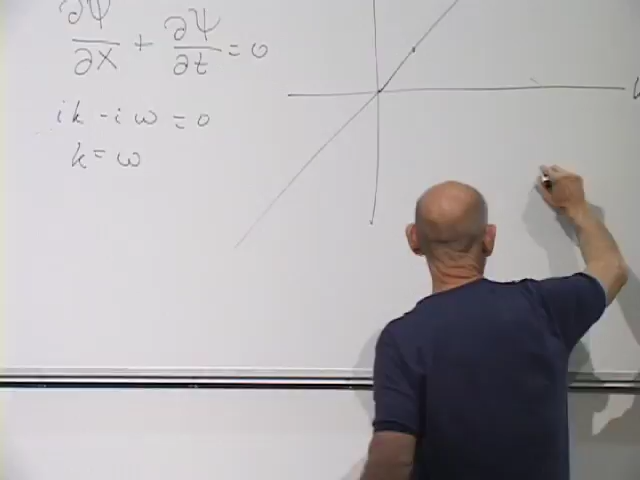 ∂Ψ/∂X + ∂Ψ/∂t = 0
ik - iω = 0
k = ω